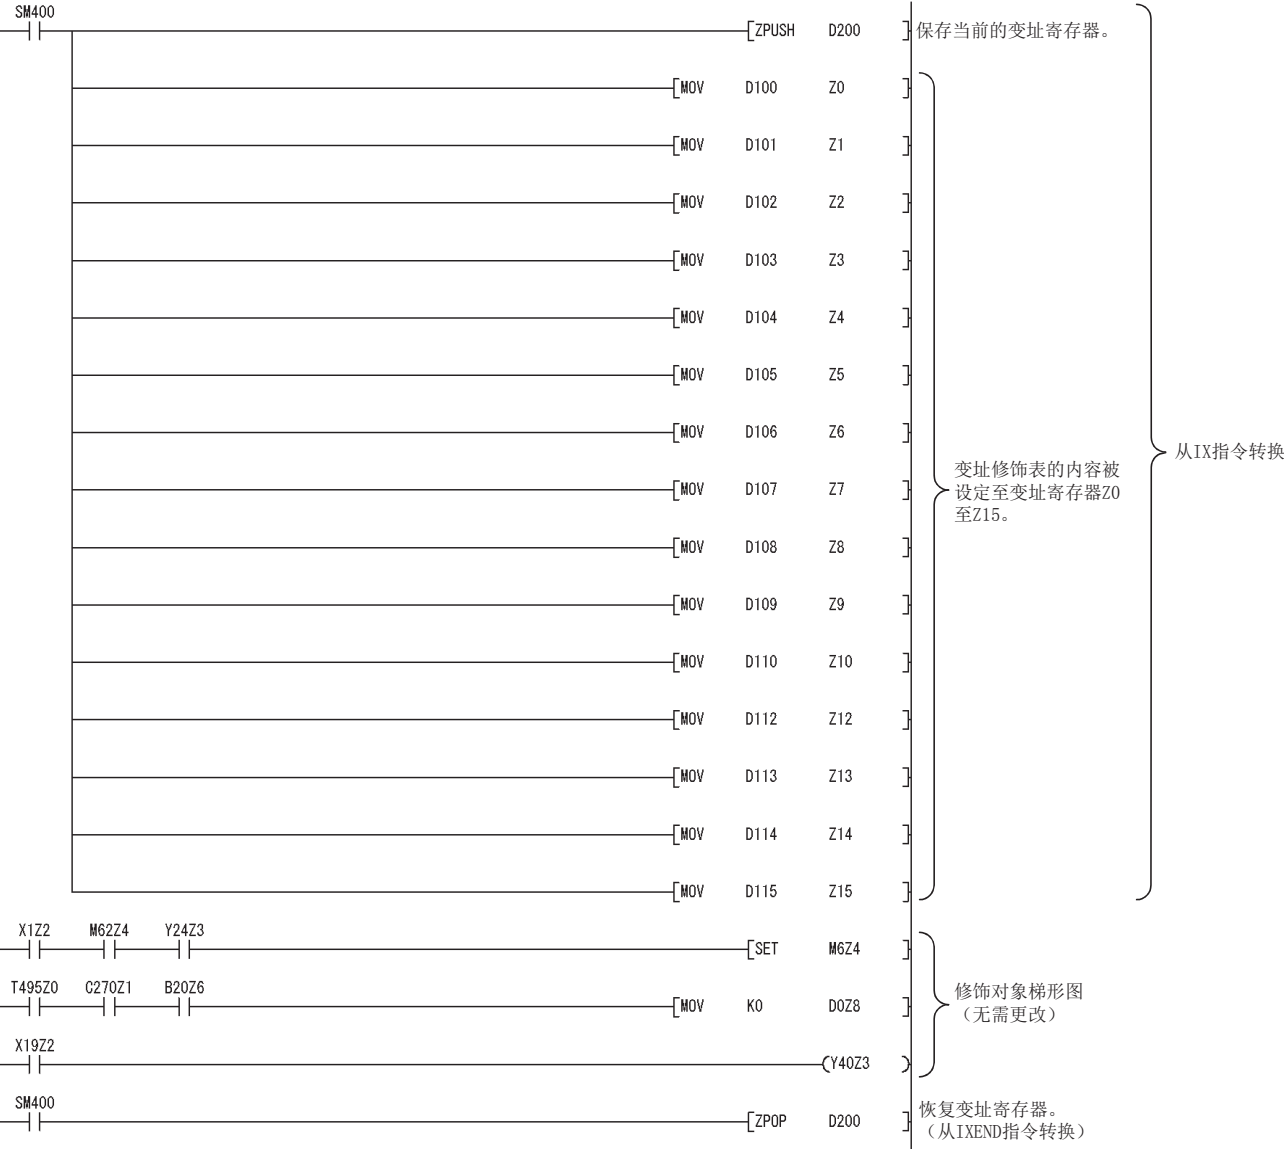 SM400
ZPUSH D200 保存当前的变址寄存器。
MOV D100 Z0
MOV D101 Z1
MOV D102 Z2
MOV D103 Z3
MOV D104 Z4
MOV D105 Z5
MOV D106 Z6
从IX指令转换
变址修饰表的内容被
设定至变址寄存器Z0
至Z15。
MOV D107 Z7
MOV D108 Z8
MOV D109 Z9
MOV D110 Z10
MOV D112 Z12
MOV D113 Z13
MOV D114 Z14
MOV D115 Z15
X1Z2 M62Z4 Y24Z3
SET M6Z4
T495Z0 C270Z1 B20Z6
MOV K0 D0Z8
修饰对象梯形图
（无需更改）
X19Z2
Y40Z3
SM400
ZPOP D200
恢复变址寄存器。
（从IXEND指令转换）